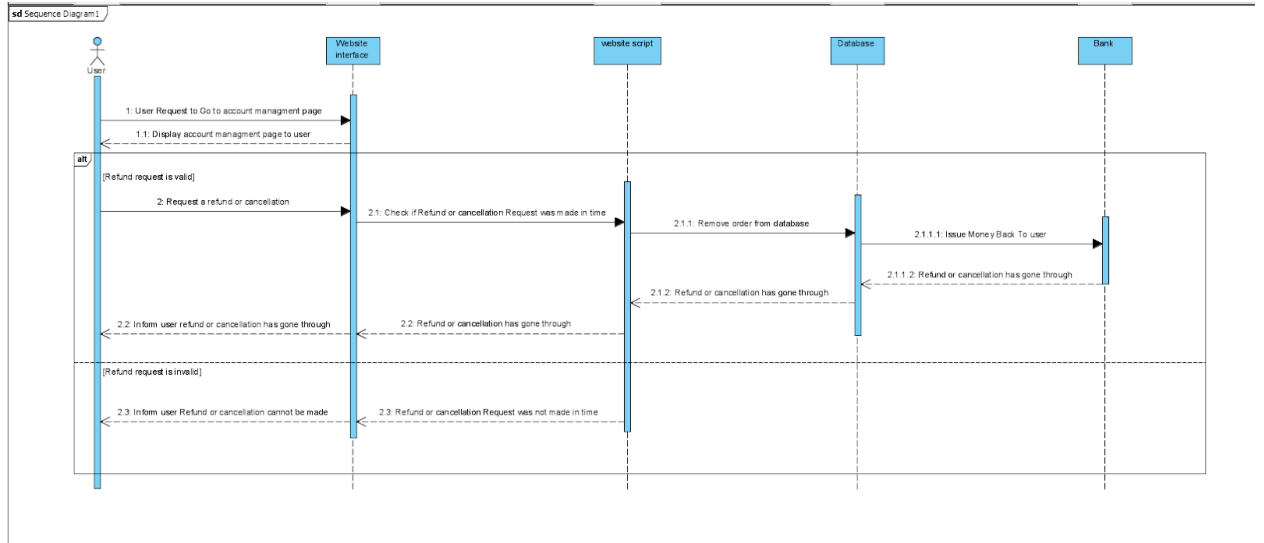 sd Sequence Diagram1
User
Website
interface
website script
Database
Bank
1: User Request to Go to account managment page
1.1: Display account managment page to user
alt
[Refund request is valid]
2: Request a refund or cancellation
2.1: Check if Refund or cancellation Request was made in time
2.1.1: Remove order from database
2.1.1.1: Issue Money Back To user
2.1.1.2: Refund or cancellation has gone through
2.1.2: Refund or cancellation has gone through
2.2: Inform user refund or cancellation has gone through
2.2: Refund or cancellation has gone through
[Refund request is invalid]
2.3: Inform user Refund or cancellation cannot be made
2.3: Refund or cancellation Request was not made in time